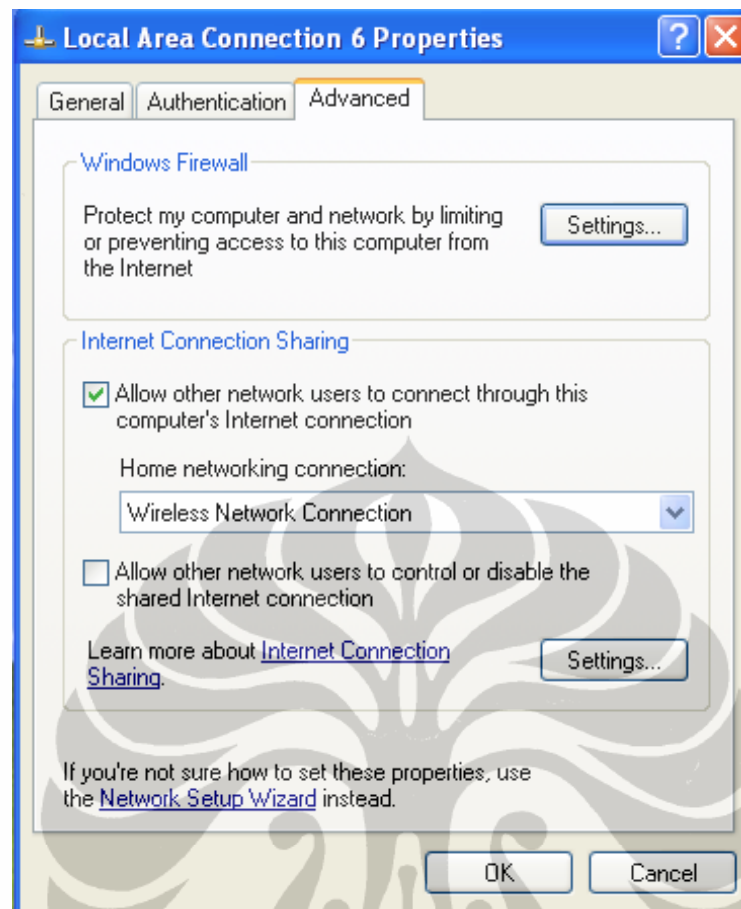 Local Area Connection 6 Properties
?
General
Authentication
Advanced
Windows Firewall
Protect my computer and network by limiting
or preventing access to this computer from
the Internet
Settings...
Internet Connection Sharing
Allow other network users to connect through this
computer's Internet connection
Home networking connection:
Wireless Network Connection
Allow other network users to control or disable the
shared Internet connection
Learn more about Internet Connection
Sharing.
Settings...
If you're not sure how to set these properties, use
the Network Setup Wizard instead.
OK
Cancel